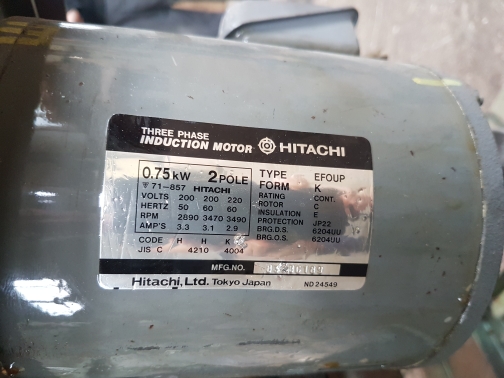 THREE PHASE
INDUCTION MOTOR HITACHI
0.75kW 2 POLE
71-857 HITACHI
VOLTS 200 200 220
HERTZ 50 60 60
RPM 2890 3470 3490
AMP'S 3.3 3.1 2.9
CODE H H K
JIS C 4210 4004
TYPE EFOUP
FORM K
RATING CONT.
ROTOR C
INSULATION E
PROTECTION JP22
BRG.D.S. 6204UU
BRG.O.S. 6204UU
MFG.NO.
Hitachi, Ltd. Tokyo Japan ND 24549